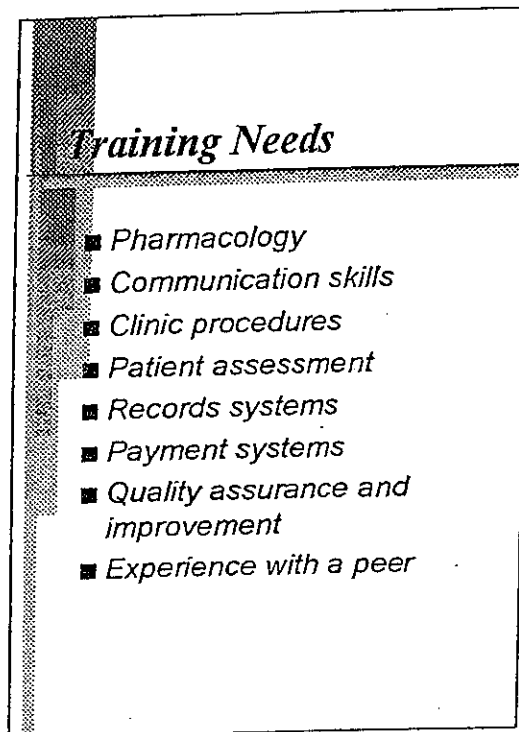 Training Needs
■ Pharmacology
■ Communication skills
■ Clinic procedures
■ Patient assessment
■ Records systems
■ Payment systems
■ Quality assurance and
improvement
■ Experience with a peer